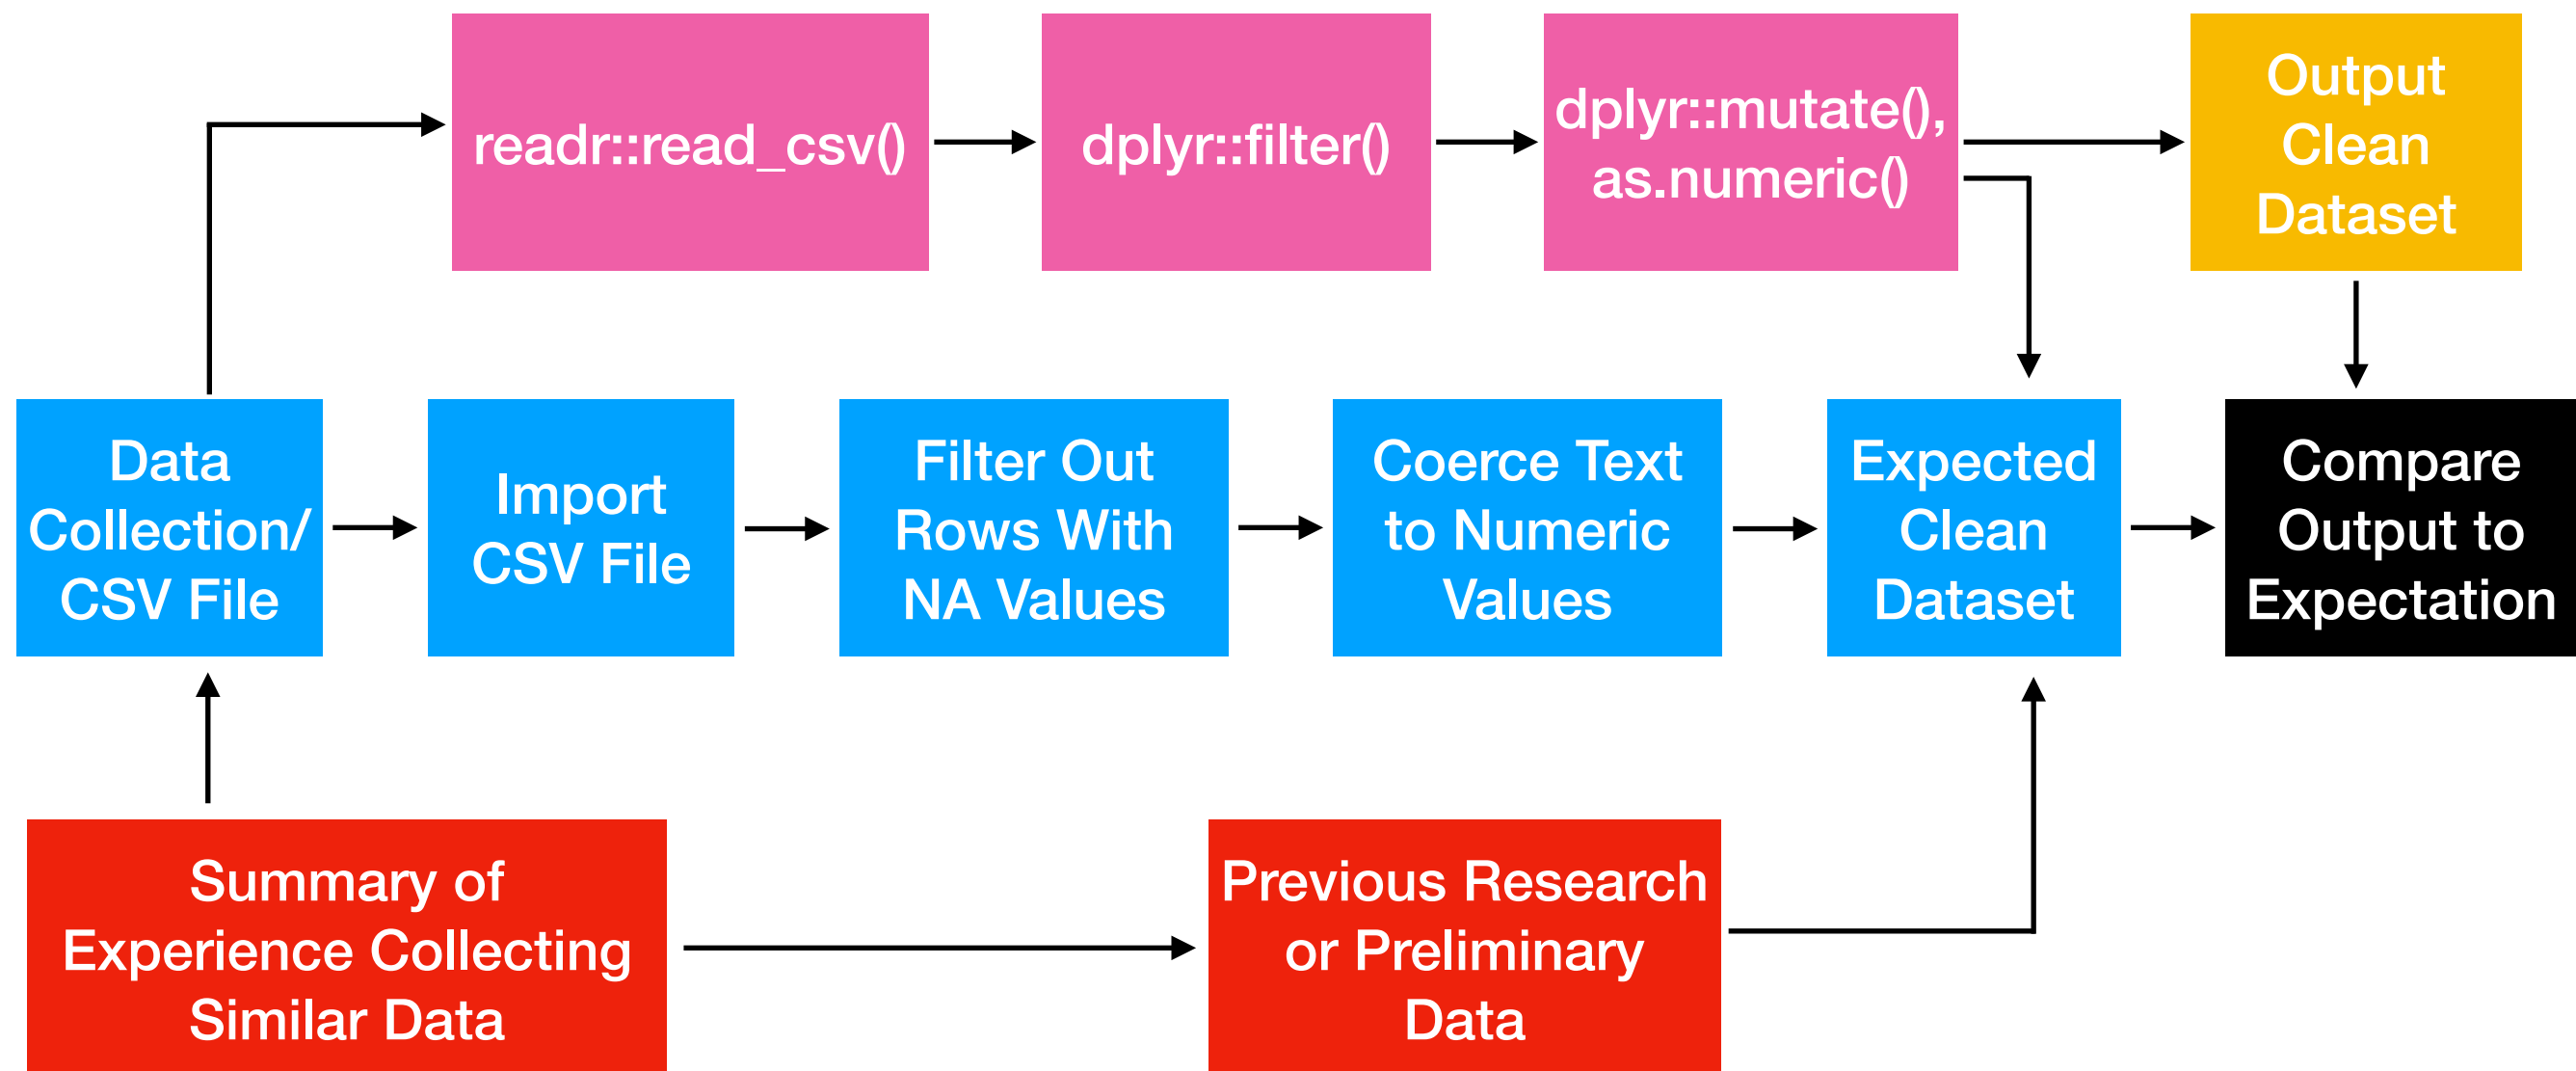 readr::read_csv()
dplyr::filter()
dplyr::mutate(),
as.numeric()
Output
Clean
Dataset
Data
Collection/
CSV File
Import
CSV File
Filter Out
Rows With
NA Values
Coerce Text
to Numeric
Values
Expected
Clean
Dataset
Compare
Output to
Expectation
Summary of
Experience Collecting
Similar Data
Previous Research
or Preliminary
Data